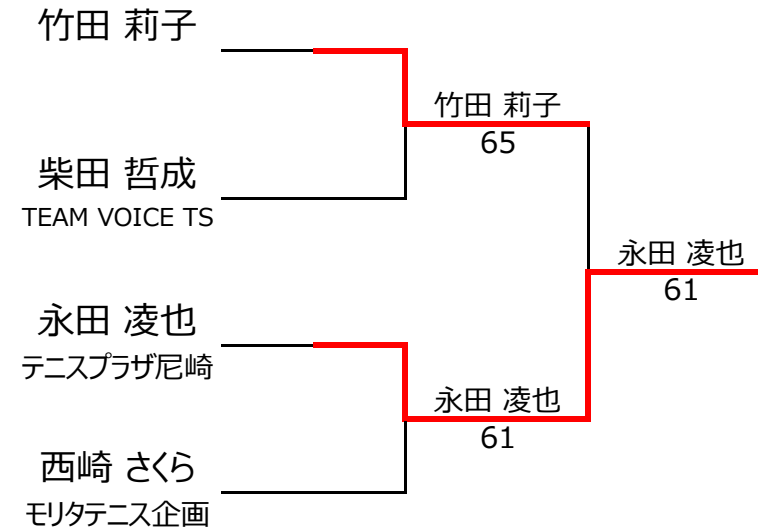 竹田 莉子
柴田 哲成
TEAM VOICE TS
永田 凌也
テニスプラザ尼崎
西崎 さくら
モリタテニス企画
竹田 莉子
65
永田 凌也
61
永田 凌也
61